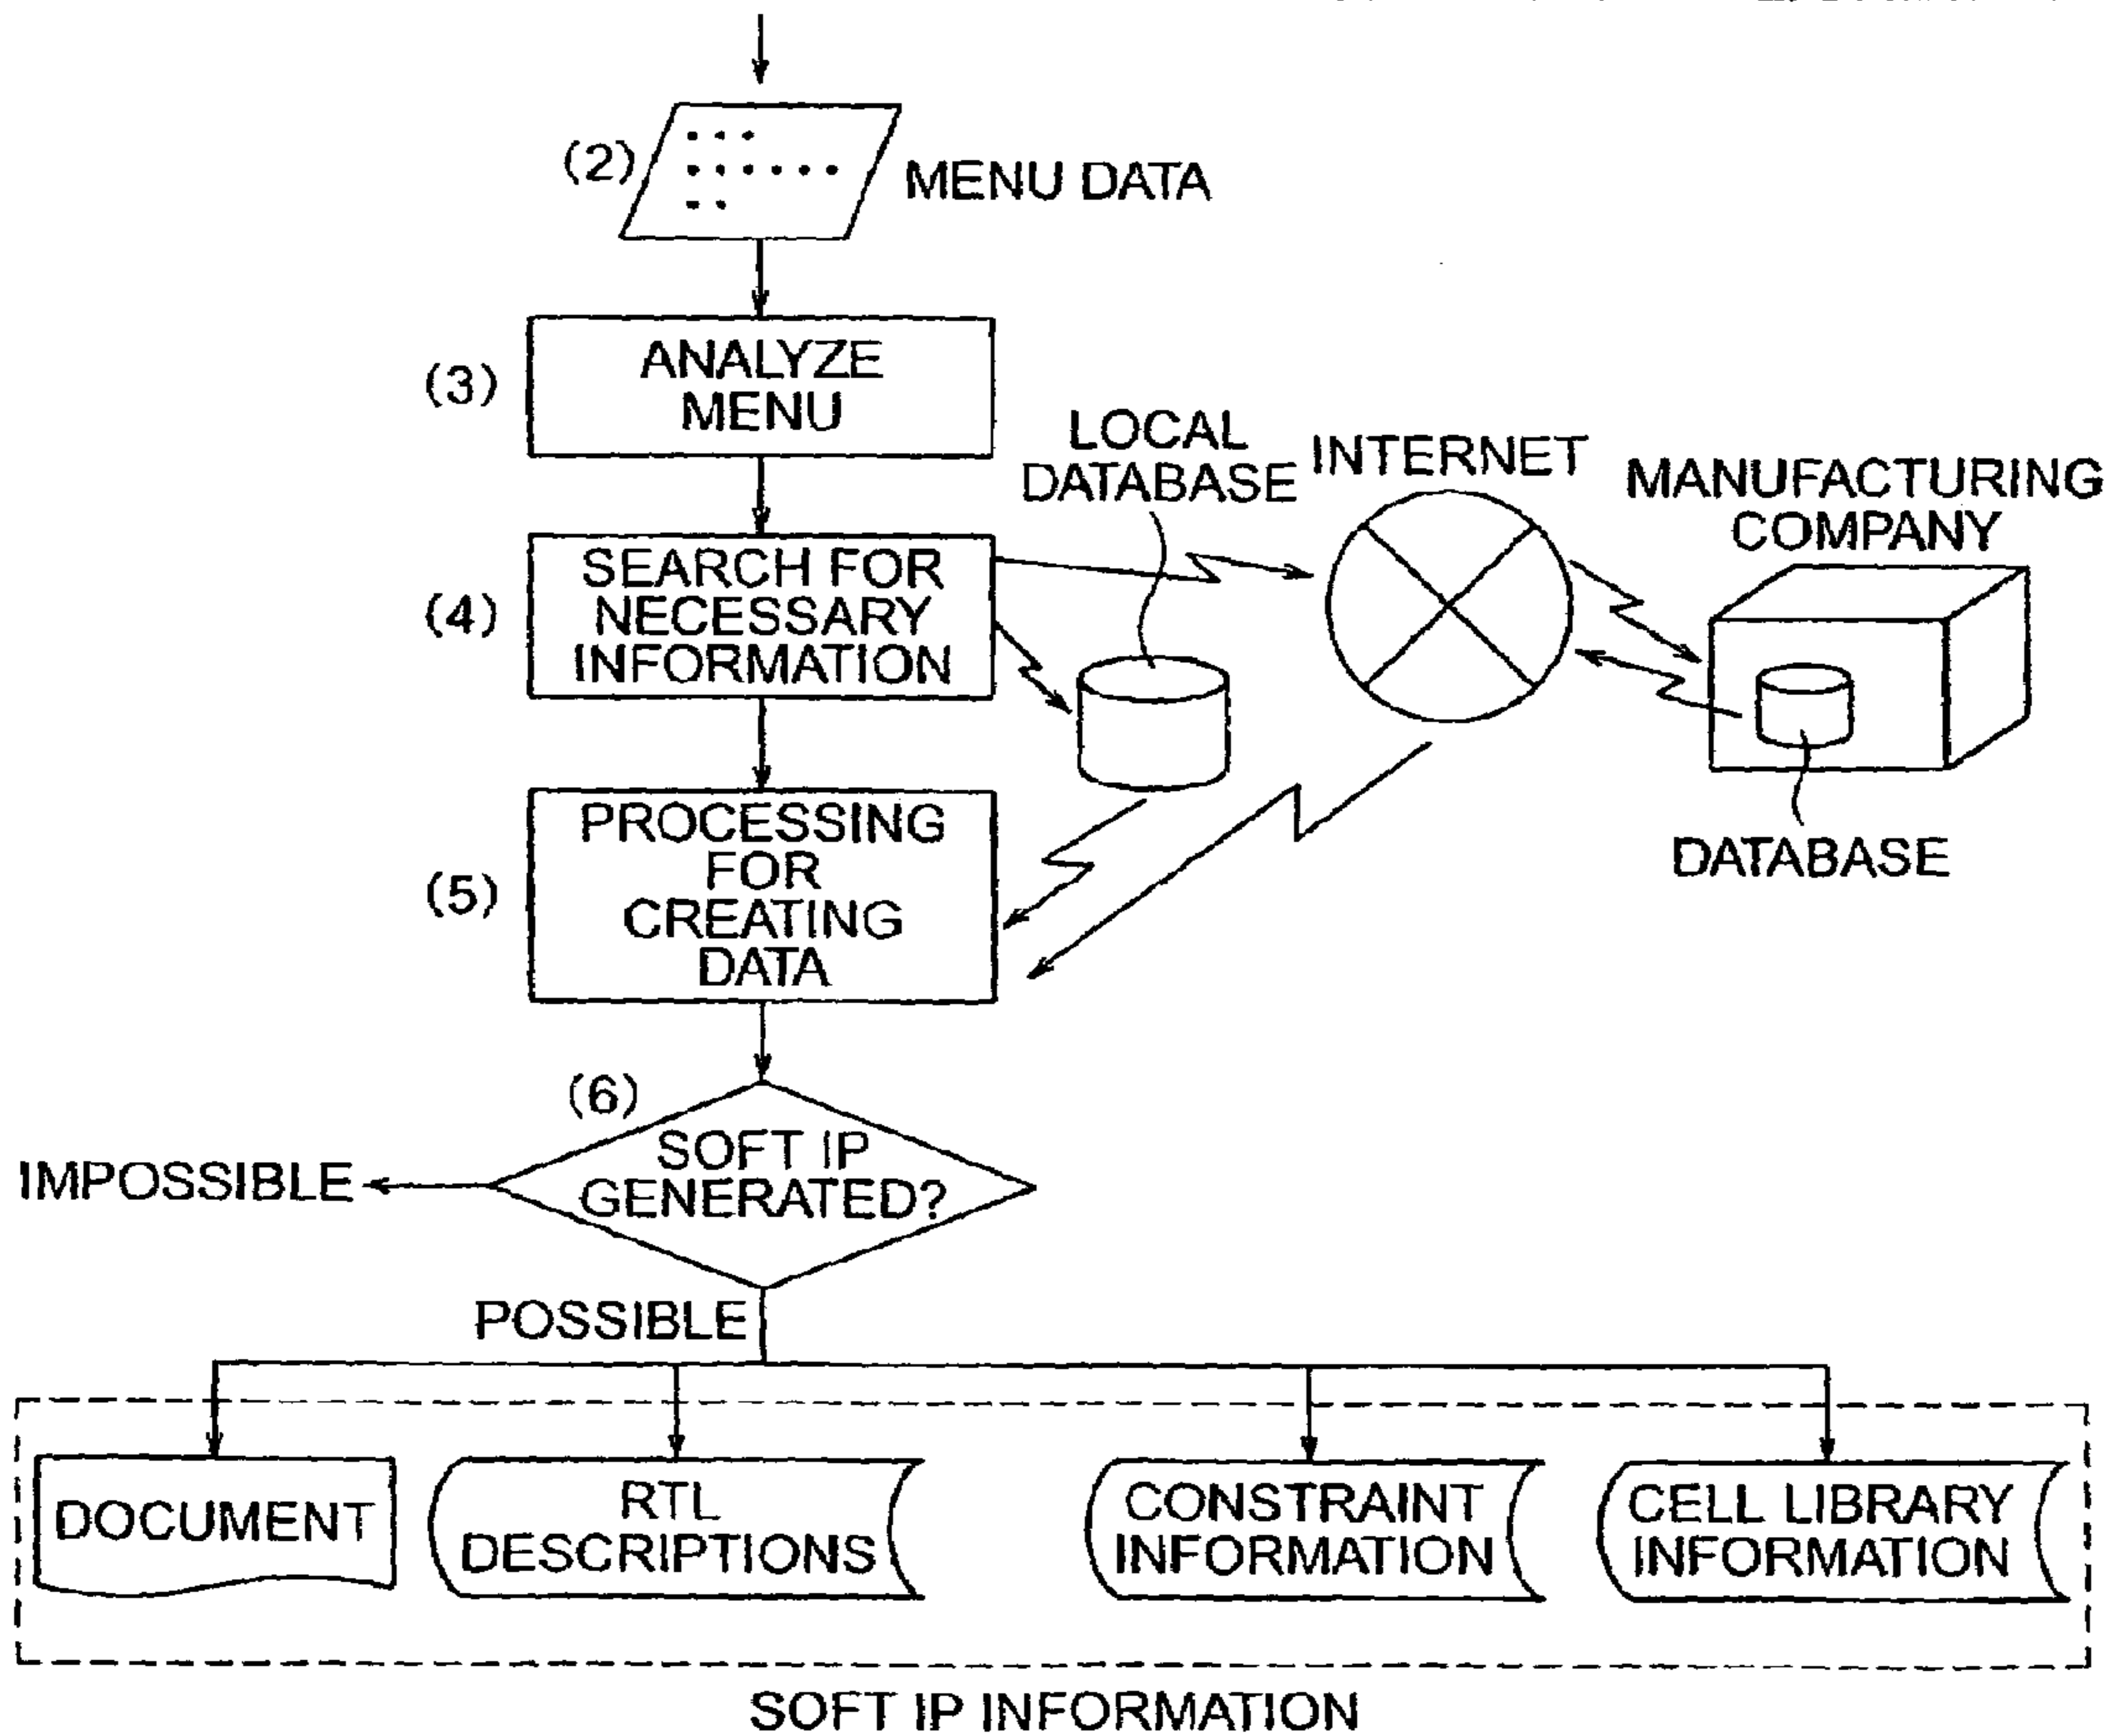 (2)
MENU DATA
(3)
ANALYZE
MENU
LOCAL
DATABASE
INTERNET
MANUFACTURING
COMPANY
(4)
SEARCH FOR
NECESSARY
INFORMATION
(5)
PROCESSING
FOR
CREATING
DATA
DATABASE
(6)
SOFT IP
GENERATED?
IMPOSSIBLE
POSSIBLE
DOCUMENT
RTL
DESCRIPTIONS
CONSTRAINT
INFORMATION
CELL LIBRARY
INFORMATION
SOFT IP INFORMATION